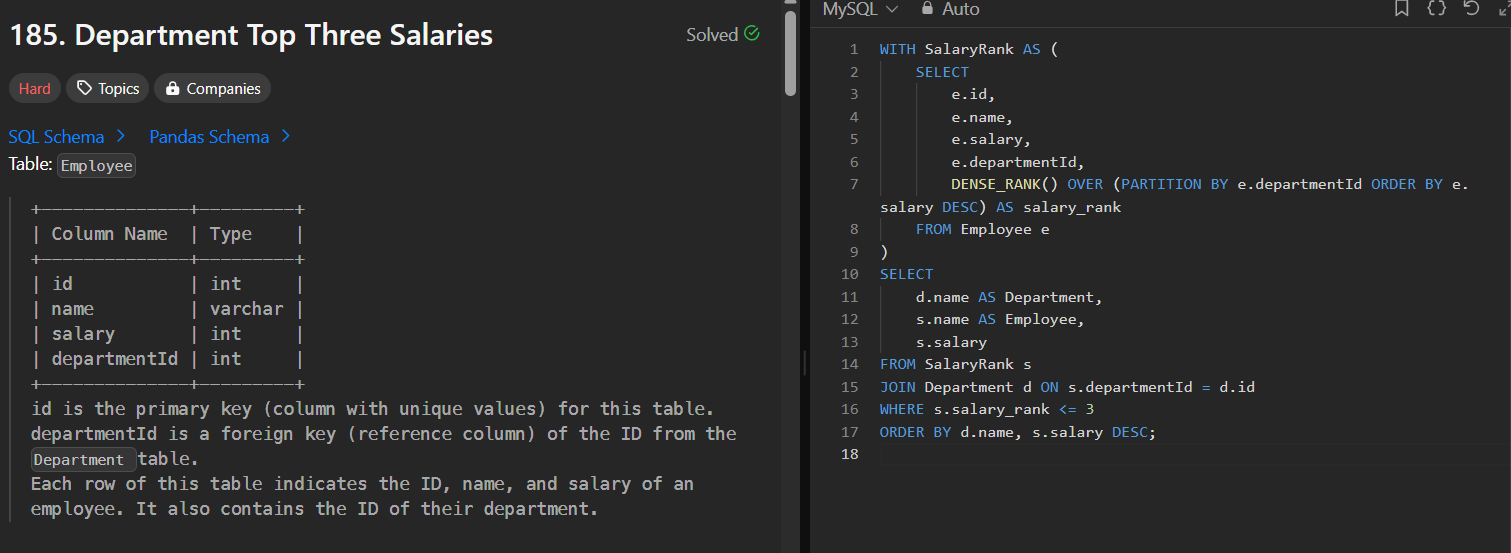 185. Department Top Three Salaries
Solved
Hard
Topics
Companies
SQL Schema >
Pandas Schema >
Table: Employee
+---------------+---------+
| Column Name | Type |
+---------------+---------+
| id | int |
| name | varchar |
| salary | int |
| departmentId | int |
+---------------+---------+
id is the primary key (column with unique values) for this table.
departmentId is a foreign key (reference column) of the ID from the
Department table.
Each row of this table indicates the ID, name, and salary of an
employee. It also contains the ID of their department.
MySQL
Auto
1 WITH SalaryRank AS (
2 SELECT
3 e.id,
4 e.name,
5 e.salary,
6 e.departmentId,
7 DENSE_RANK() OVER (PARTITION BY e.departmentId ORDER BY e.
salary DESC) AS salary_rank
8 FROM Employee e
9 )
10 SELECT
11 d.name AS Department,
12 s.name AS Employee,
13 s.salary
14 FROM SalaryRank s
15 JOIN Department d ON s.departmentId = d.id
16 WHERE s.salary_rank <= 3
17 ORDER BY d.name, s.salary DESC;
18